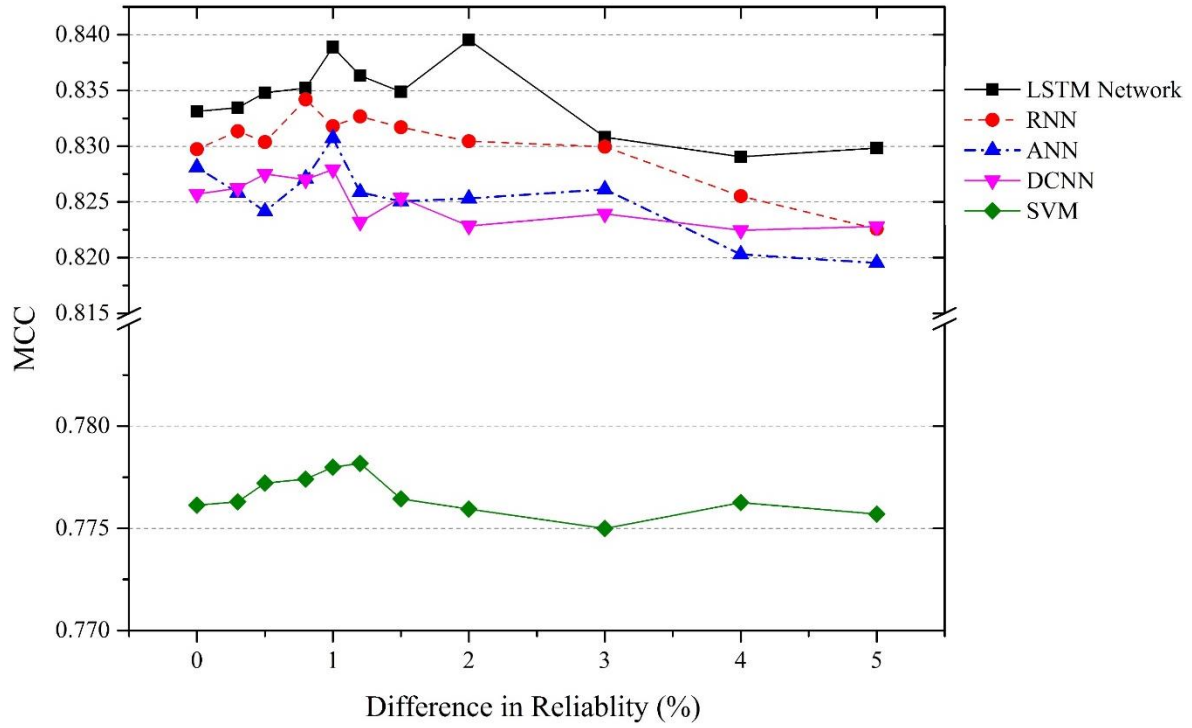 0.840
0.835
0.830
0.825
0.820
0.815
0.780
0.775
0.770
MCC
0
1
2
3
4
5
Difference in Reliablity (%)
LSTM Network
RNN
ANN
DCNN
SVM